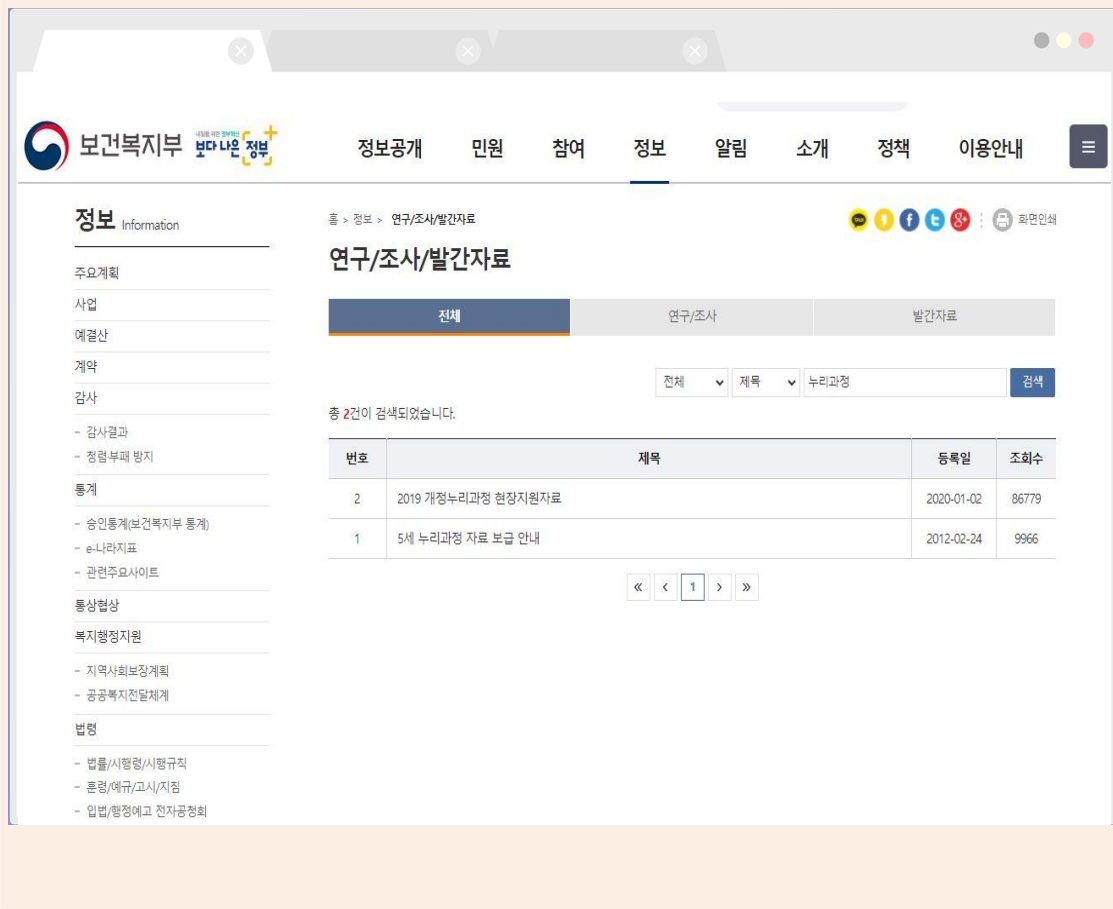 보건복지부
내일을 위한 정부혁신
보다 나은 정부
정보공개 민원 참여 정보 알림 소개 정책 이용안내
정보 Information
주요계획
사업
예결산
계약
감사
- 감사결과
- 청렴·부패 방지
통계
- 승인통계(보건복지부 통계)
- e-나라지표
- 관련주요사이트
통상협상
복지행정지원
- 지역사회보장계획
- 공공복지전달체계
법령
- 법률/시행령/시행규칙
- 훈령/예규/고시/지침
- 입법/행정예고 전자공청회
홈 > 정보 > 연구/조사/발간자료
TALK f 8+ 화면인쇄
연구/조사/발간자료
전체 연구/조사 발간자료
전체 제목 누리과정 검색
총 2건이 검색되었습니다.
번호 제목 등록일 조회수
2 2019 개정누리과정 현장지원자료 2020-01-02 86779
1 5세 누리과정 자료 보급 안내 2012-02-24 9966
« < 1 > »